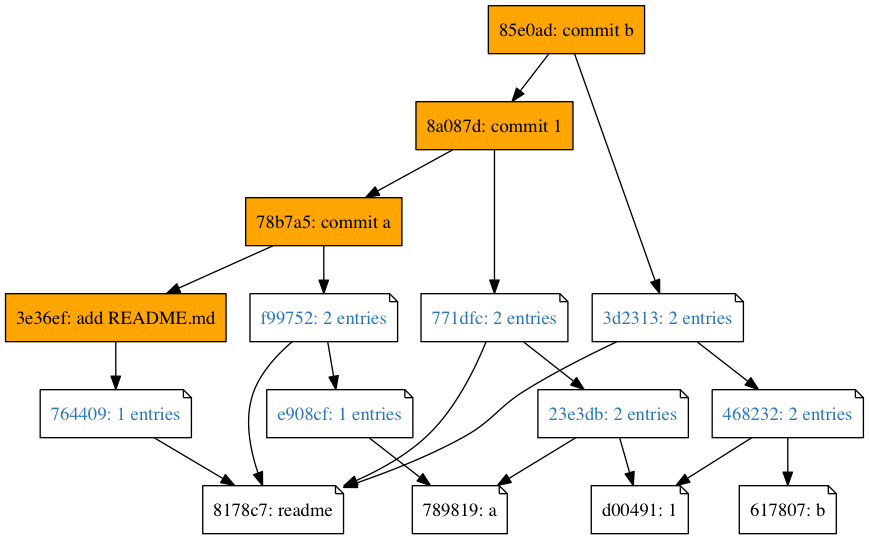 85e0ad: commit b
8a087d: commit 1
78b7a5: commit a
3e36ef: add README.md
f99752: 2 entries
771dfc: 2 entries
3d2313: 2 entries
764409: 1 entries
e908cf: 1 entries
23e3db: 2 entries
468232: 2 entries
8178c7: readme
789819: a
d00491: 1
617807: b